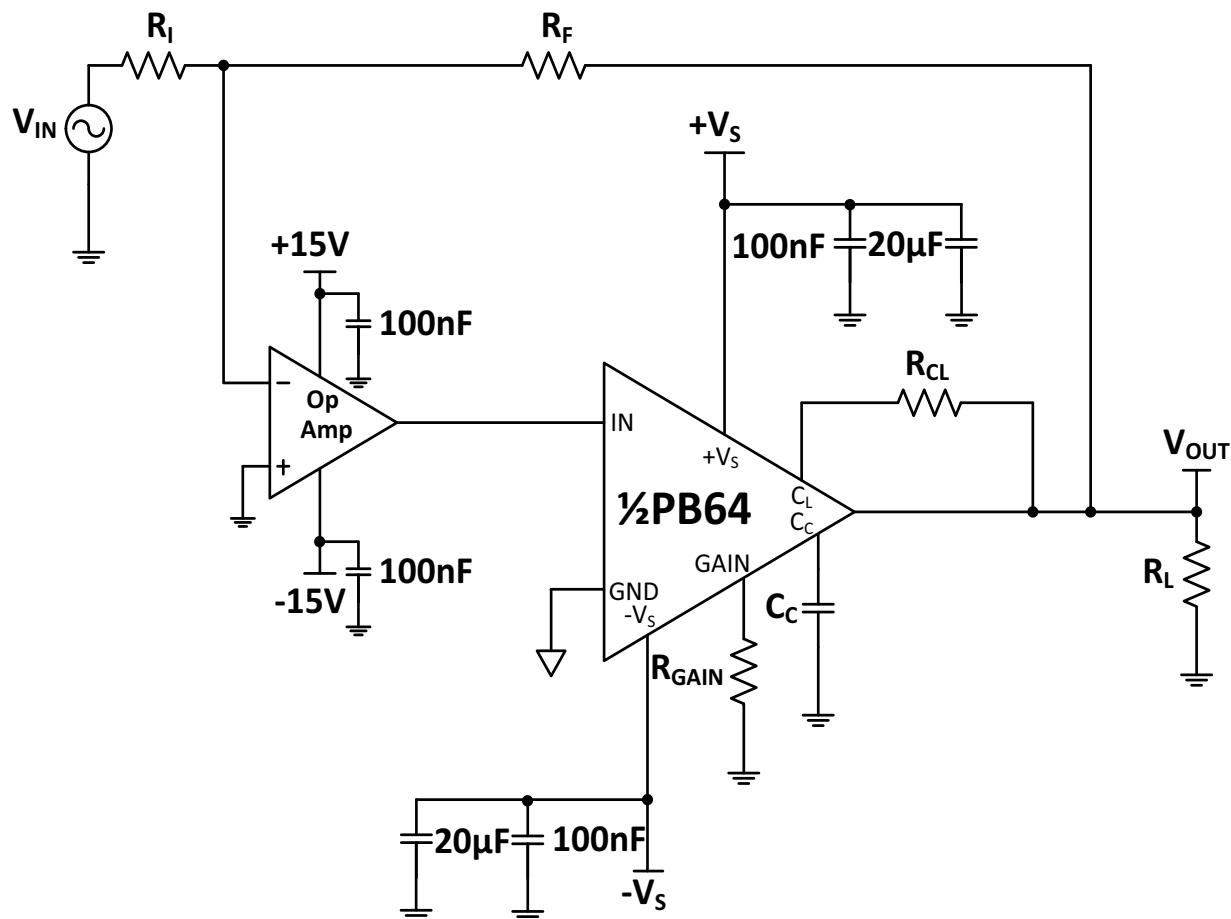 R_I
R_F
V_IN
+V_S
+15V
100nF
20µF
100nF
R_CL
−
Op
Amp
+
IN
+V_S
V_OUT
C_L
½PB64
C_C
GAIN
-15V
100nF
GND
-V_S
C_C
R_L
R_GAIN
20µF
100nF
-V_S